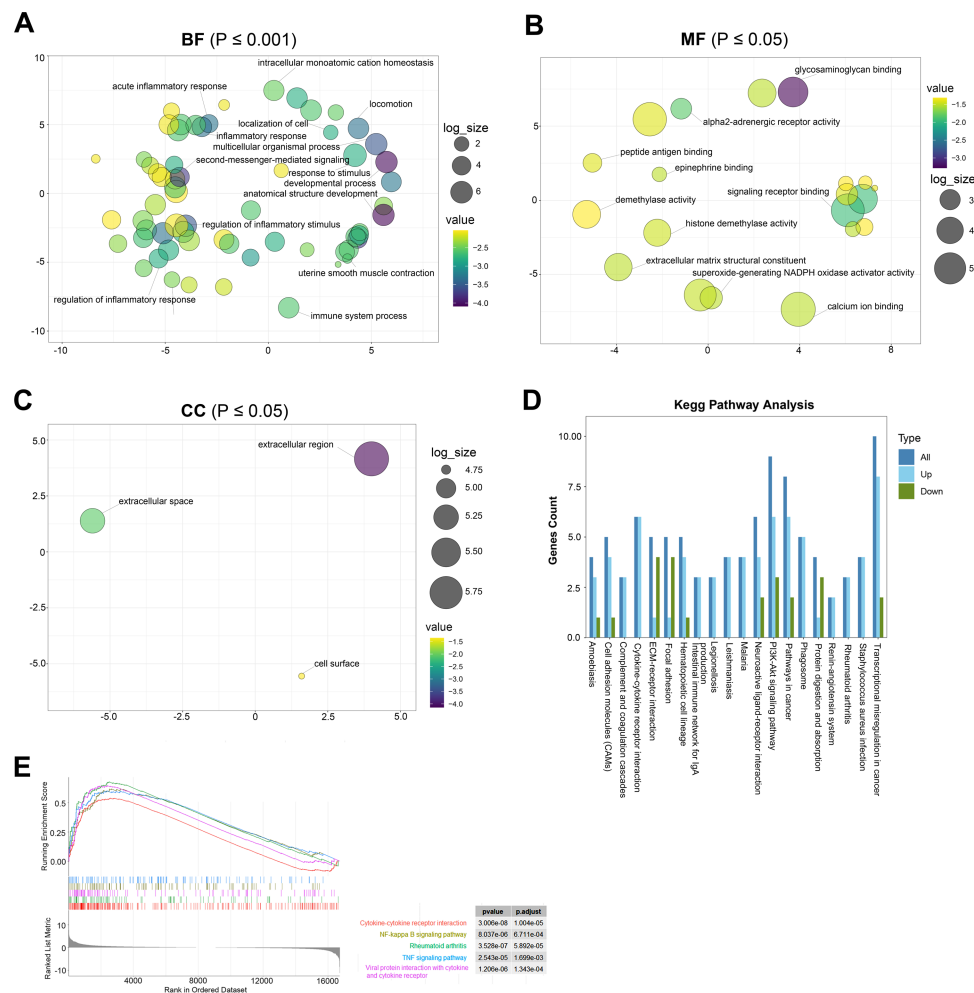 A
BF (P ≤ 0.001)
10
5
0
-5
-10
-10
-5
0
5
intracellular monoatomic cation homeostasis
acute inflammatory response
locomotion
localization of cell
inflammatory response
multicellular organismal process
second-messenger-mediated signaling
response to stimulus
developmental process
anatomical structure development
regulation of inflammatory stimulus
uterine smooth muscle contraction
regulation of inflammatory response
immune system process
log_size
2
4
6
value
-2.5
-3.0
-3.5
-4.0
B
MF (P ≤ 0.05)
5
0
-5
-4
0
4
8
glycosaminoglycan binding
alpha2-adrenergic receptor activity
peptide antigen binding
epinephrine binding
signaling receptor binding
demethylase activity
histone demethylase activity
extracellular matrix structural constituent
superoxide-generating NADPH oxidase activator activity
calcium ion binding
value
-1.5
-2.0
-2.5
-3.0
log_size
3
4
5
C
CC (P ≤ 0.05)
5.0
2.5
0
-2.5
-5.0
-5.0
-2.5
0
2.5
5.0
extracellular region
extracellular space
cell surface
log_size
4.75
5.00
5.25
5.50
5.75
value
-1.5
-2.0
-2.5
-3.0
-3.5
-4.0
D
Kegg Pathway Analysis
Genes Count
10.00
7.5
5.0
2.5
0.0
Type
All
Up
Down
Amoebiasis
Cell adhesion molecules (CAMs)
Complement and coagulation cascades
Cytokine-cytokine receptor interaction
ECM-receptor interaction
Focal adhesion
Hematopoietic cell lineage
Intestinal immune network for IgA
production
Legionellosis
Leishmaniasis
Malaria
Neuroactive ligand-receptor interaction
PI3K-Akt signaling pathway
Pathways in cancer
Phagosome
Protein digestion and absorption
Renin-angiotensin system
Rheumatoid arthritis
Staphylococcus aureus infection
Transcriptional misregulation in cancer
E
Running Enrichment Score
0.5
0.25
0.00
Ranked List Metric
10
0
-10
4000
8000
12000
16000
Rank in Ordered Dataset
pvalue p.adjust
Cytokine-cytokine receptor interaction 3.006e-08 1.004e-05
NF-kappa B signaling pathway 8.037e-06 6.711e-04
Rheumatoid arthritis 3.528e-07 5.892e-05
TNF signaling pathway 2.543e-05 1.699e-03
Viral protein interaction with cytokine 1.206e-06 1.343e-04
and cytokine receptor